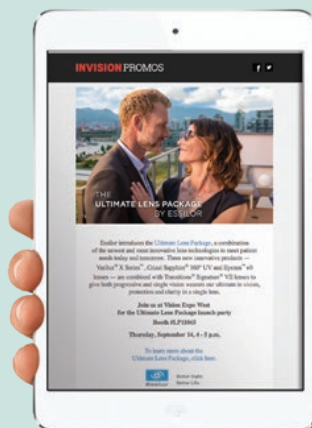 INVISION PROMOS
THE
ULTIMATE LENS PACKAGE
BY ESSILOR
Essilor introduces the Ultimate Lens Package, a combination
of the newest and most innovative lens technologies to meet patient
needs today and tomorrow. Three new innovative products —
Varilux® X Series™, Crizal Sapphire® 360° UV and Eyezen™+0
lenses — are combined with Transitions® Signature® VII lenses to
give both progressive and single vision wearers our ultimate in vision,
protection and clarity in a single lens.
Join us at Vision Expo West
for the Ultimate Lens Package launch party
Booth #LP11065
Thursday, September 14, 4 - 5 p.m.
To learn more about the
Ultimate Lens Package, click here.
essilor
Better Sight.
Better Life.